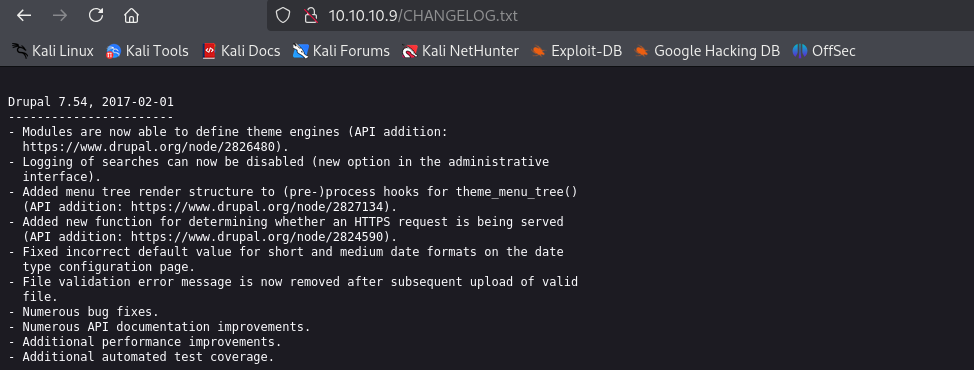 10.10.10.9/CHANGELOG.txt
Kali Linux Kali Tools Kali Docs Kali Forums Kali NetHunter Exploit-DB Google Hacking DB OffSec
Drupal 7.54, 2017-02-01
-----------------------
- Modules are now able to define theme engines (API addition:
https://www.drupal.org/node/2826480).
- Logging of searches can now be disabled (new option in the administrative
interface).
- Added menu tree render structure to (pre-)process hooks for theme_menu_tree()
(API addition: https://www.drupal.org/node/2827134).
- Added new function for determining whether an HTTPS request is being served
(API addition: https://www.drupal.org/node/2824590).
- Fixed incorrect default value for short and medium date formats on the date
type configuration page.
- File validation error message is now removed after subsequent upload of valid
file.
- Numerous bug fixes.
- Numerous API documentation improvements.
- Additional performance improvements.
- Additional automated test coverage.